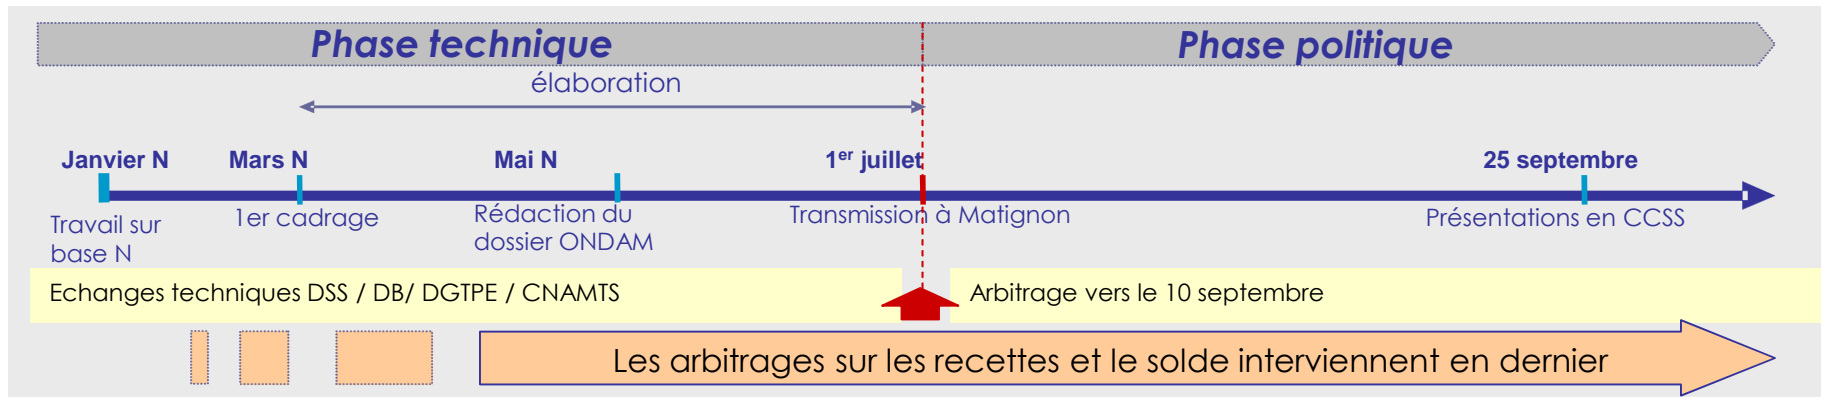 Phase technique
Phase politique
élaboration
Janvier N
Mars N
Mai N
1er juillet
25 septembre
Travail sur
base N
1er cadrage
Rédaction du
dossier ONDAM
Transmission à Matignon
Présentations en CCSS
Echanges techniques DSS / DB/ DGTPE / CNAMTS
Arbitrage vers le 10 septembre
Les arbitrages sur les recettes et le solde interviennent en dernier